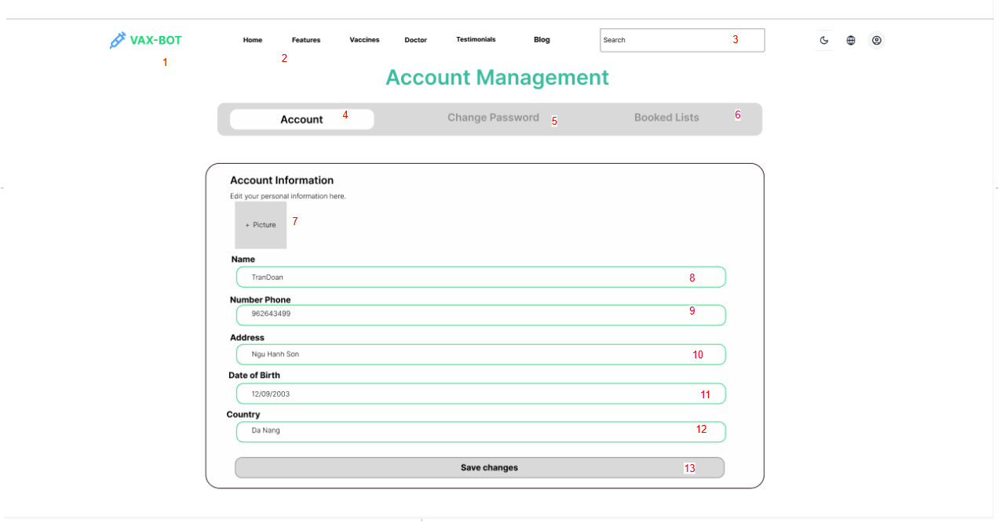 VAX-BOT Home Features Vaccines Doctor Testimonials Blog Search 3
1 2
Account Management
Account 4 Change Password 5 Booked Lists 6
Account Information
Edit your personal information here.
+ Picture 7
Name
TranDoan 8
Number Phone
962643499 9
Address
Ngu Hanh Son 10
Date of Birth
12/09/2003 11
Country
Da Nang 12
Save changes 13